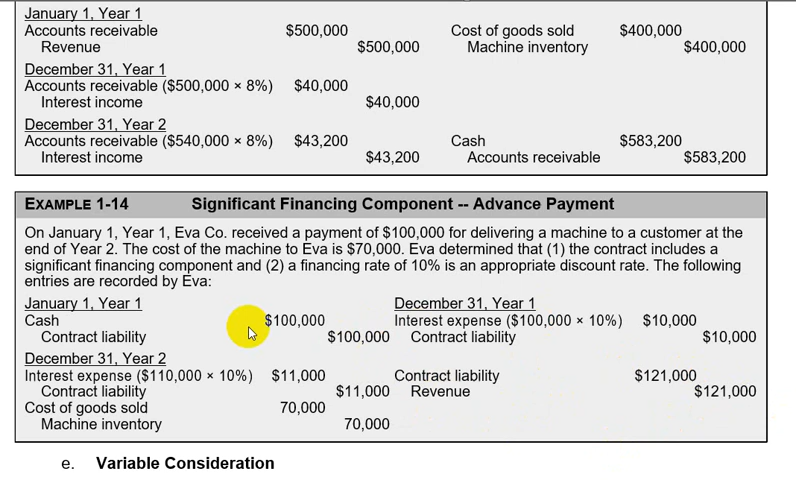 January 1, Year 1
Accounts receivable $500,000 Cost of goods sold $400,000
Revenue $500,000 Machine inventory $400,000
December 31, Year 1
Accounts receivable ($500,000 × 8%) $40,000
Interest income $40,000
December 31, Year 2
Accounts receivable ($540,000 × 8%) $43,200 Cash $583,200
Interest income $43,200 Accounts receivable $583,200
EXAMPLE 1-14 Significant Financing Component -- Advance Payment
On January 1, Year 1, Eva Co. received a payment of $100,000 for delivering a machine to a customer at the
end of Year 2. The cost of the machine to Eva is $70,000. Eva determined that (1) the contract includes a
significant financing component and (2) a financing rate of 10% is an appropriate discount rate. The following
entries are recorded by Eva:
January 1, Year 1 December 31, Year 1
Cash $100,000 Interest expense ($100,000 × 10%) $10,000
Contract liability $100,000 Contract liability $10,000
December 31, Year 2
Interest expense ($110,000 × 10%) $11,000 Contract liability $121,000
Contract liability $11,000 Revenue $121,000
Cost of goods sold 70,000
Machine inventory 70,000
e. Variable Consideration